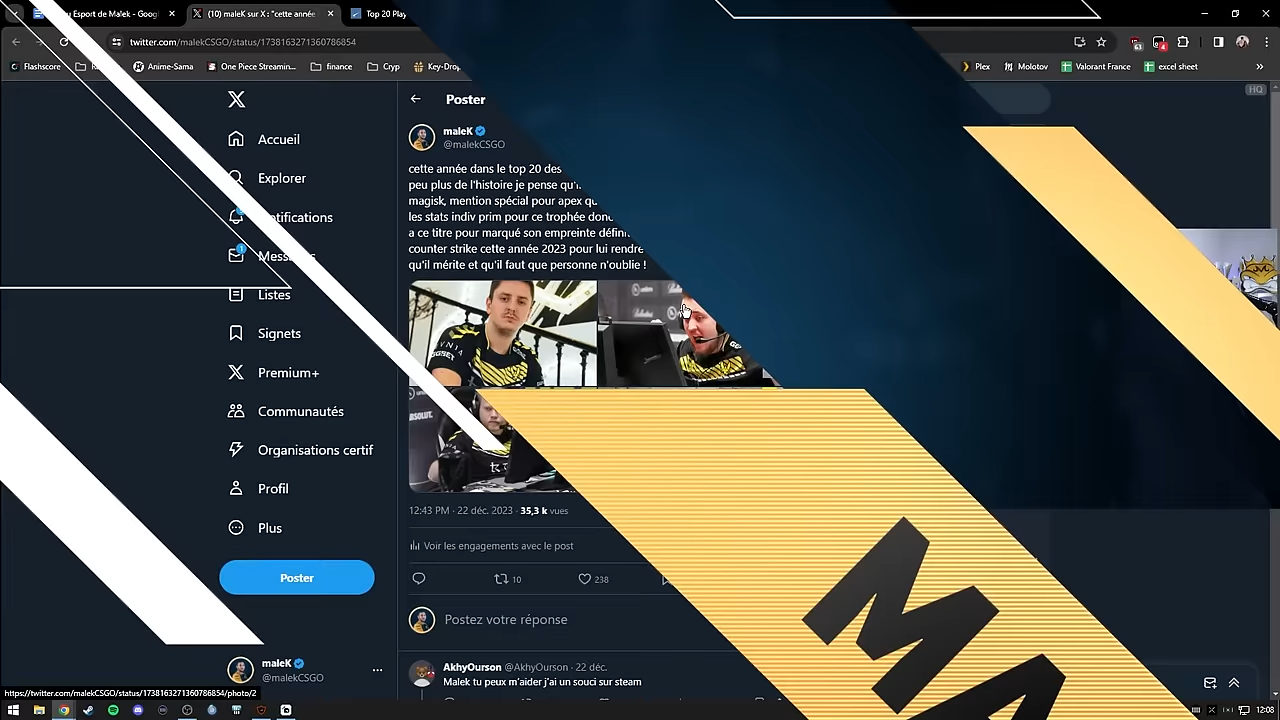 u Esport de Malek - Goog
(10) maleK sur X : "cette année
Top 20 Play
twitter.com/malekCSGO/status/1738163271360786854
63
4
Flashscore
Anime-Sama
One Piece Streamin...
finance
Cryp
Key-Drop
Plex
Molotov
Valorant France
excel sheet
HQ
Poster
Accueil
Explorer
tifications
1
Mess
Listes
Signets
Premium+
Communautés
Organisations certif
Profil
Plus
Poster
maleK
@malekCSGO
maleK
@malekCSGO
cette année dans le top 20 des
peu plus de l'histoire je pense qu'i
magisk, mention spécial pour apex qu
les stats indiv prim pour ce trophée donc
a ce titre pour marqué son empreinte défini
counter strike cette année 2023 pour lui rendre
qu'il mérite et qu'il faut que personne n'oublie !
ABSOLUT.
12:43 PM · 22 déc. 2023 · 35,3 k vues
Voir les engagements avec le post
10
238
Postez votre réponse
AkhyOurson @AkhyOurson · 22 déc.
Malek tu peux m'aider j'ai un souci sur steam
MA
https://twitter.com/malekCSGO/status/1738163271360786854/photo/2
12:08